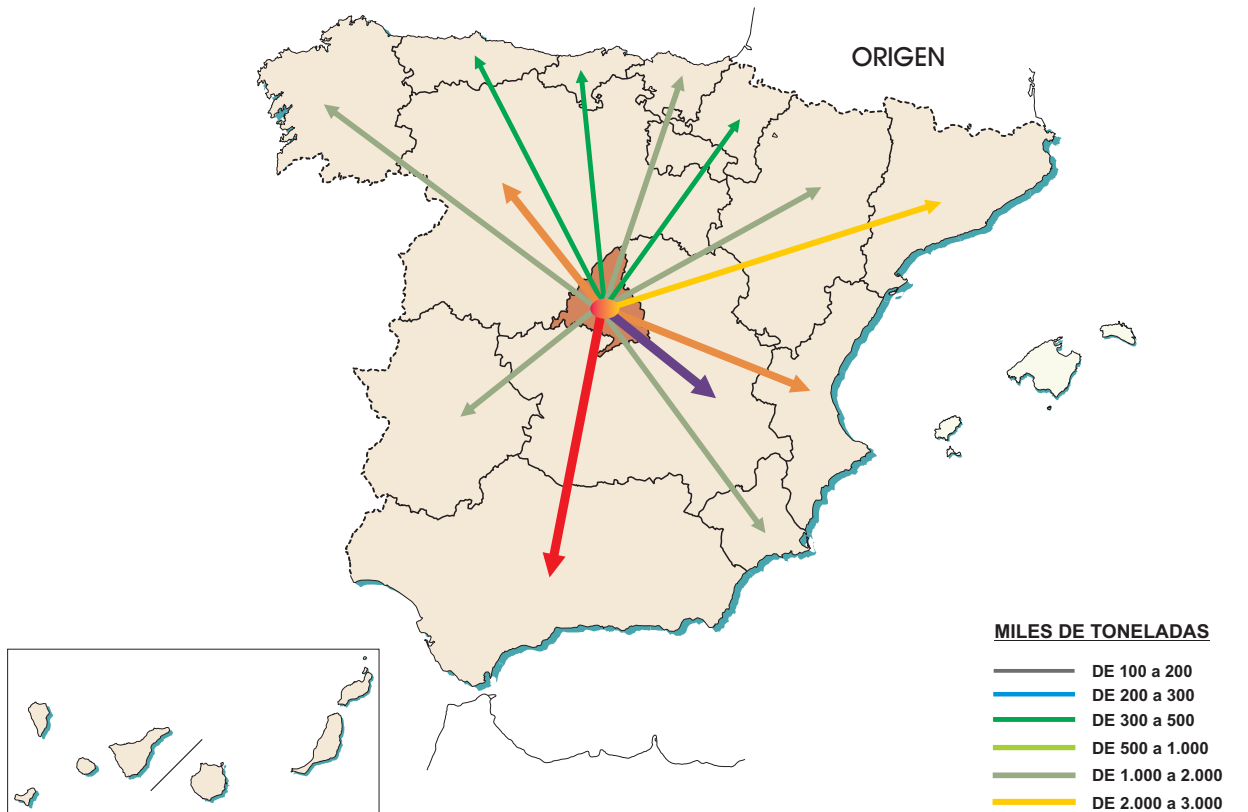 ORIGEN
MILES DE TONELADAS
DE 100 a 200
DE 200 a 300
DE 300 a 500
DE 500 a 1.000
DE 1.000 a 2.000
DE 2.000 a 3.000